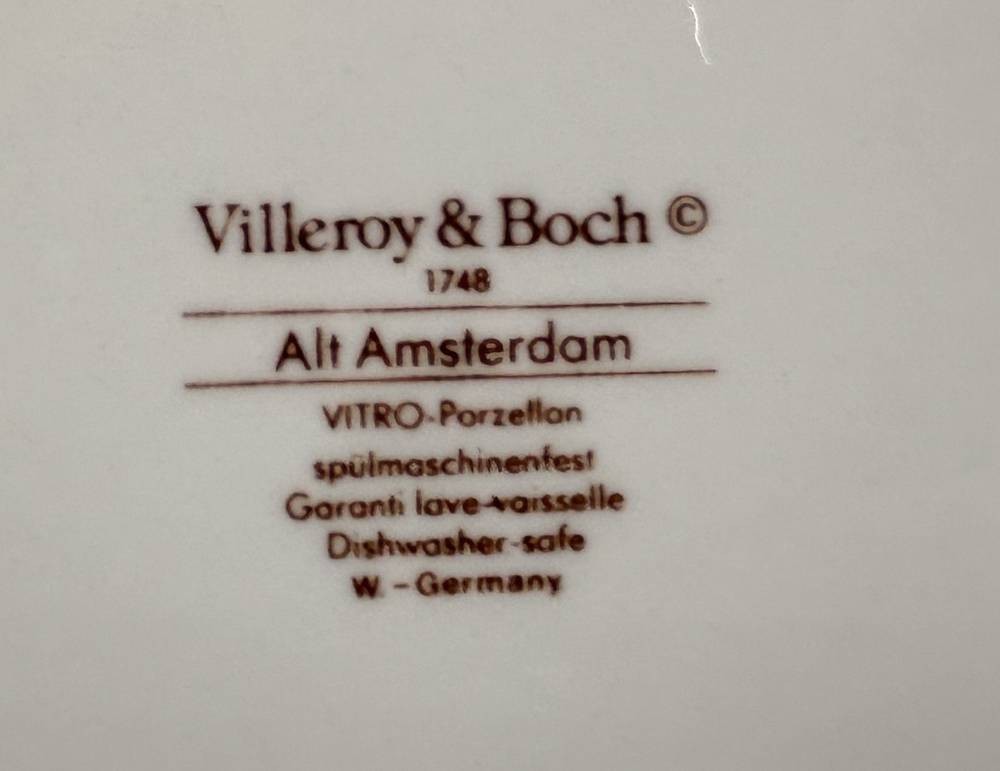 Villeroy & Boch ©
1748
Alt Amsterdam
VITRO-Porzellan
spülmaschinenfest
Garanti lave-vaisselle
Dishwasher-safe
W.-Germany